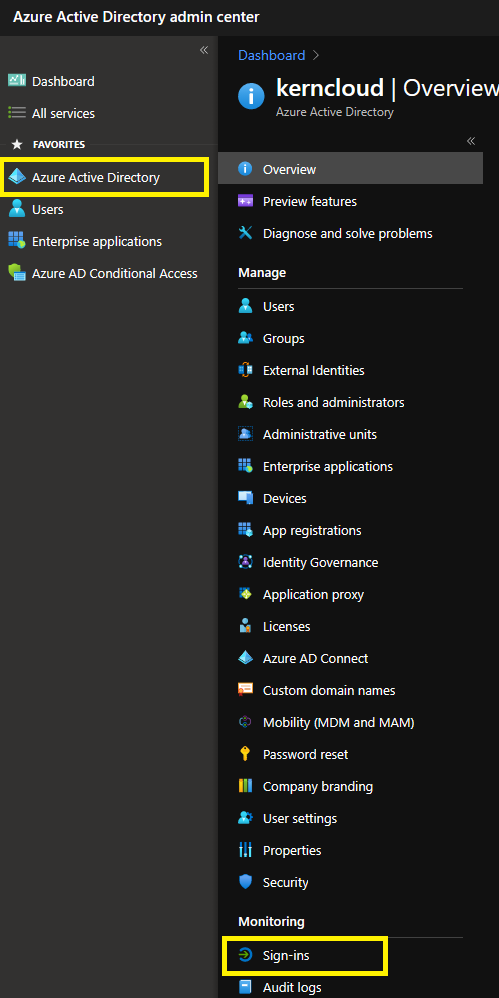 Azure Active Directory admin center
Dashboard
All services
FAVORITES
Azure Active Directory
Users
Enterprise applications
Azure AD Conditional Access
Dashboard
kerncloud | Overview
Azure Active Directory
Overview
Preview features
Diagnose and solve problems
Manage
Users
Groups
External Identities
Roles and administrators
Administrative units
Enterprise applications
Devices
App registrations
Identity Governance
Application proxy
Licenses
Azure AD Connect
Custom domain names
Mobility (MDM and MAM)
Password reset
Company branding
User settings
Properties
Security
Monitoring
Sign-ins
Audit logs